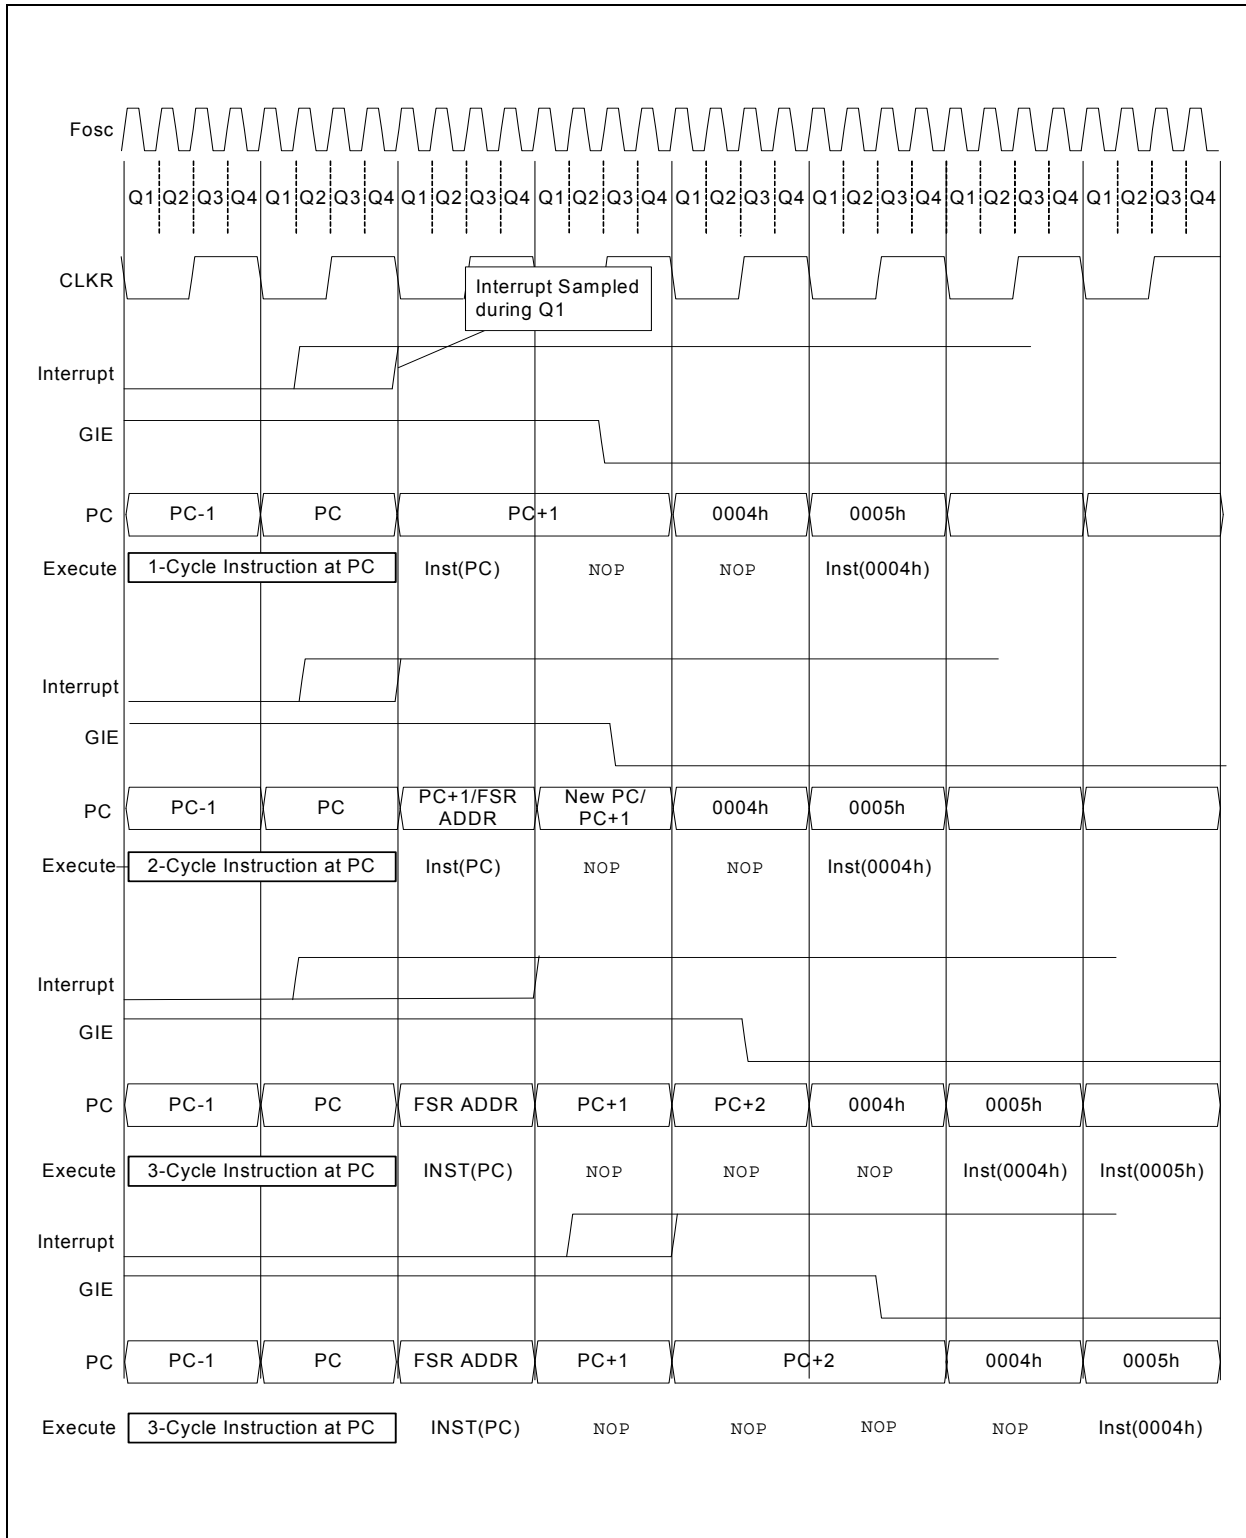 Fosc
Q1 Q2 Q3 Q4 Q1 Q2 Q3 Q4 Q1 Q2 Q3 Q4 Q1 Q2 Q3 Q4 Q1 Q2 Q3 Q4 Q1 Q2 Q3 Q4 Q1 Q2 Q3 Q4 Q1 Q2 Q3 Q4
CLKR
Interrupt Sampled
during Q1
Interrupt
GIE
PC PC-1 PC PC+1 0004h 0005h
Execute 1-Cycle Instruction at PC Inst(PC) NOP NOP Inst(0004h)
Interrupt
GIE
PC PC-1 PC PC+1/FSR ADDR New PC/ PC+1 0004h 0005h
Execute 2-Cycle Instruction at PC Inst(PC) NOP NOP Inst(0004h)
Interrupt
GIE
PC PC-1 PC FSR ADDR PC+1 PC+2 0004h 0005h
Execute 3-Cycle Instruction at PC INST(PC) NOP NOP NOP Inst(0004h) Inst(0005h)
Interrupt
GIE
PC PC-1 PC FSR ADDR PC+1 PC+2 0004h 0005h
Execute 3-Cycle Instruction at PC INST(PC) NOP NOP NOP NOP Inst(0004h)